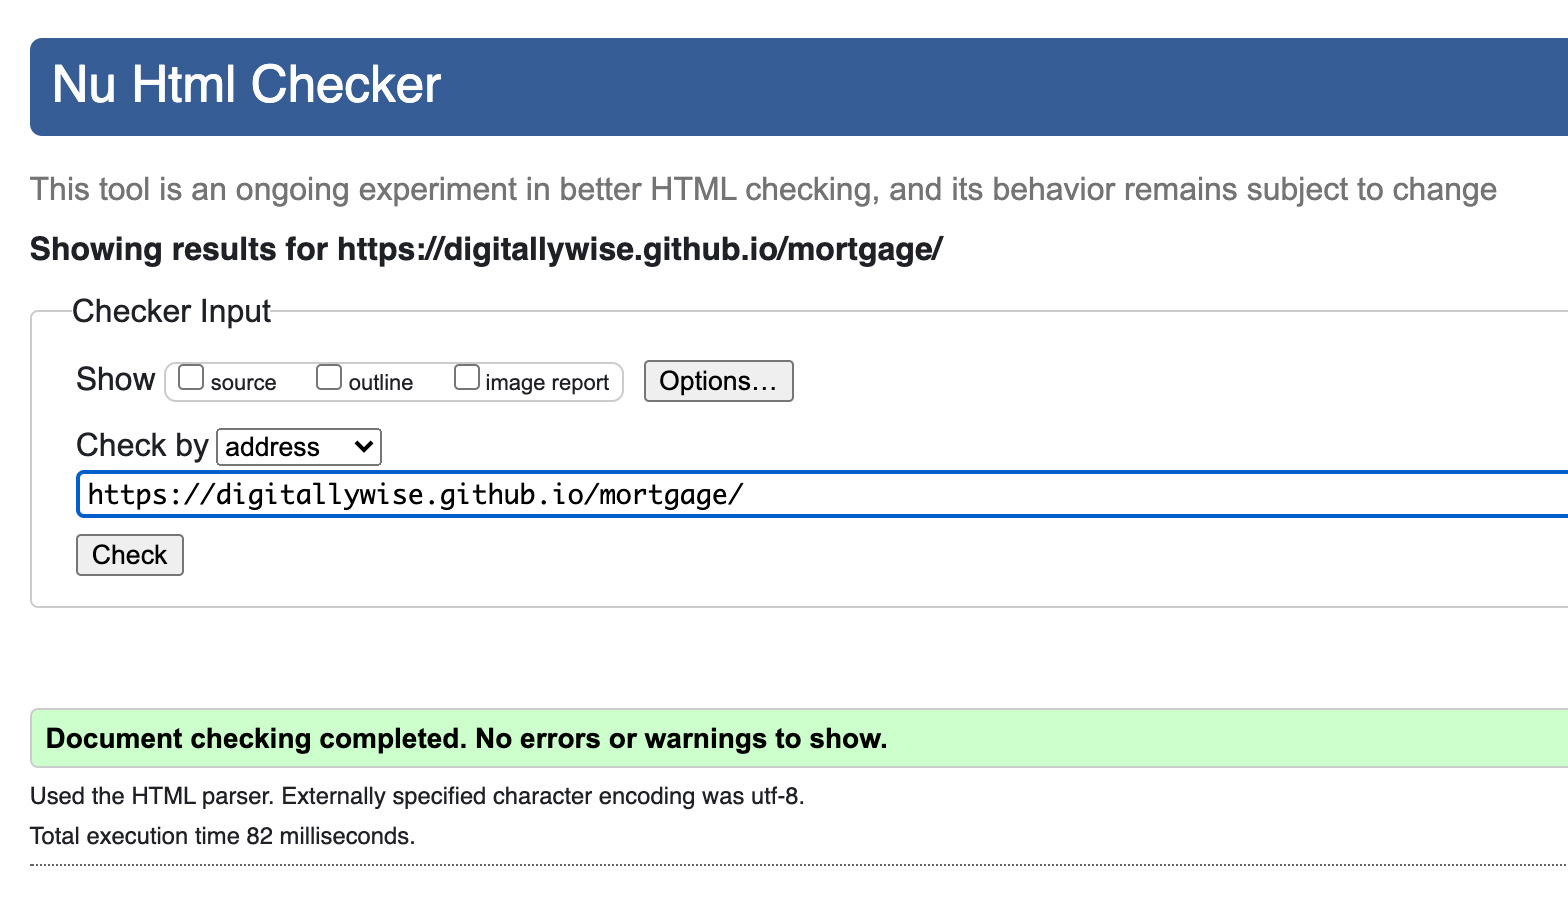 Nu Html Checker
This tool is an ongoing experiment in better HTML checking, and its behavior remains subject to change
Showing results for https://digitallywise.github.io/mortgage/
Checker Input
Show source outline image report Options...
Check by address
https://digitallywise.github.io/mortgage/
Check
Document checking completed. No errors or warnings to show.
Used the HTML parser. Externally specified character encoding was utf-8.
Total execution time 82 milliseconds.